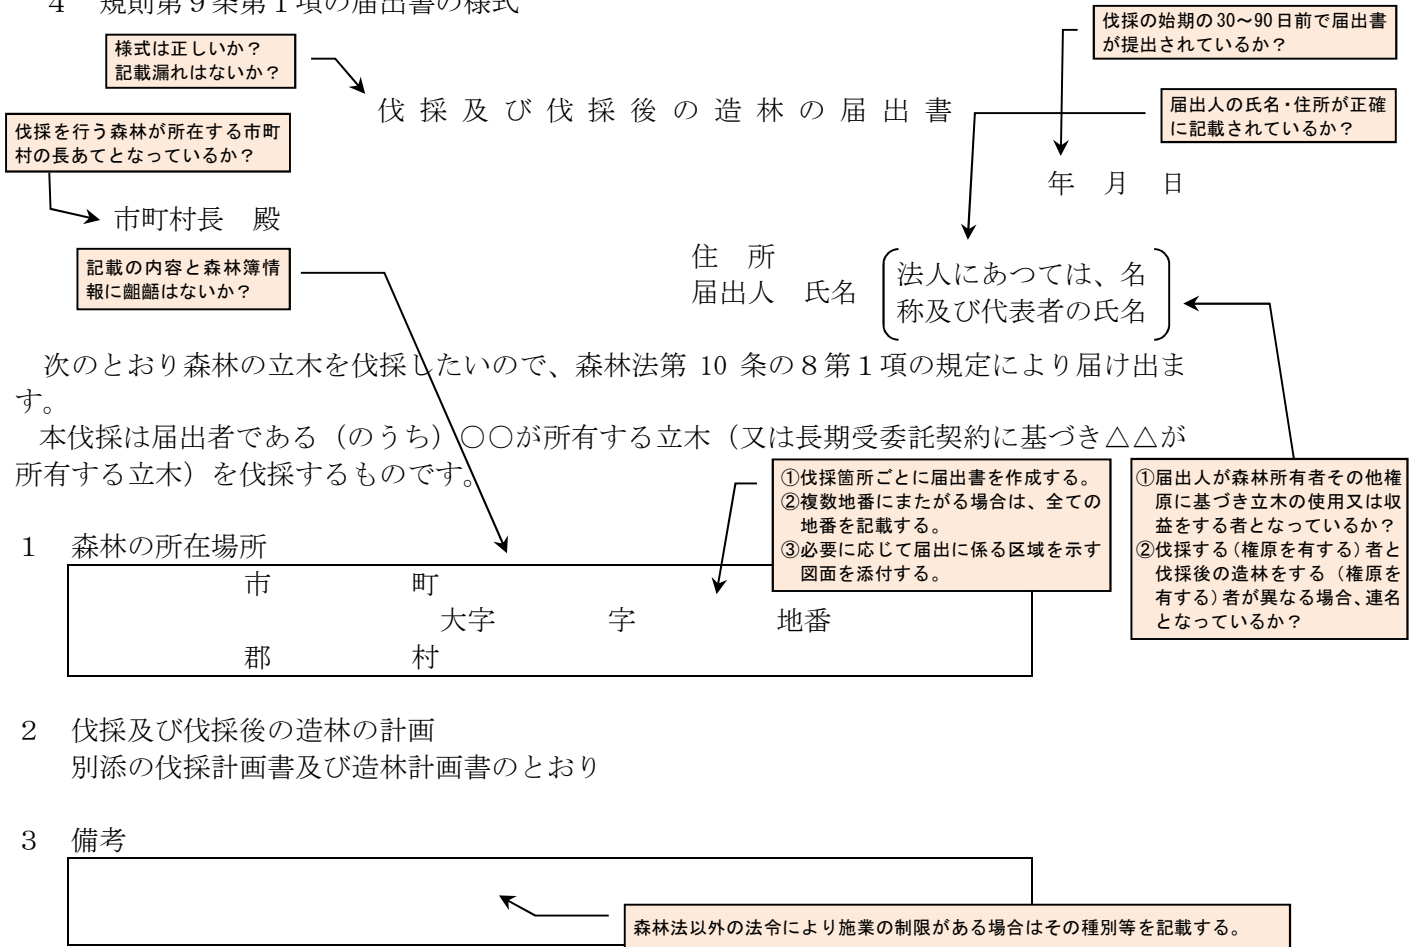 ４　規則第９条第１項の届出書の様式
伐採の始期の30～90日前で届出書
が提出されているか？
様式は正しいか？
記載漏れはないか？
伐採及び伐採後の造林の届出書
届出人の氏名・住所が正確
に記載されているか？
伐採を行う森林が所在する市町
村の長あてとなっているか？
年　月　日
市町村長　殿
記載の内容と森林簿情
報に齟齬はないか？
住　所
届出人　氏名
法人にあつては、名
称及び代表者の氏名
次のとおり森林の立木を伐採したいので、森林法第 10 条の８第１項の規定により届け出ま
す。
本伐採は届出者である（のうち）○○が所有する立木（又は長期受委託契約に基づき△△が
所有する立木）を伐採するものです。
①伐採箇所ごとに届出書を作成する。
②複数地番にまたがる場合は、全ての
地番を記載する。
③必要に応じて届出に係る区域を示す
図面を添付する。
①届出人が森林所有者その他権
原に基づき立木の使用又は収
益をする者となっているか？
②伐採する（権原を有する）者と
伐採後の造林をする（権原を
有する）者が異なる場合、連名
となっているか？
１　森林の所在場所
市　町
大字　字　地番
郡　村
２　伐採及び伐採後の造林の計画
別添の伐採計画書及び造林計画書のとおり
３　備考
森林法以外の法令により施業の制限がある場合はその種別等を記載する。